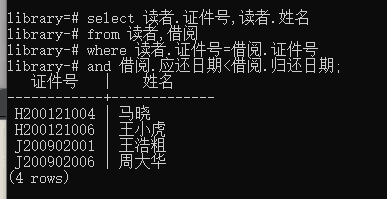 library=# select 读者.证件号,读者.姓名
library-# from 读者,借阅
library-# where 读者.证件号=借阅.证件号
library-# and 借阅.应还日期<借阅.归还日期;
证件号 | 姓名
------------+-------------
H200121004 | 马晓
H200121006 | 王小虎
J200902001 | 王浩粗
J200902006 | 周大华
(4 rows)